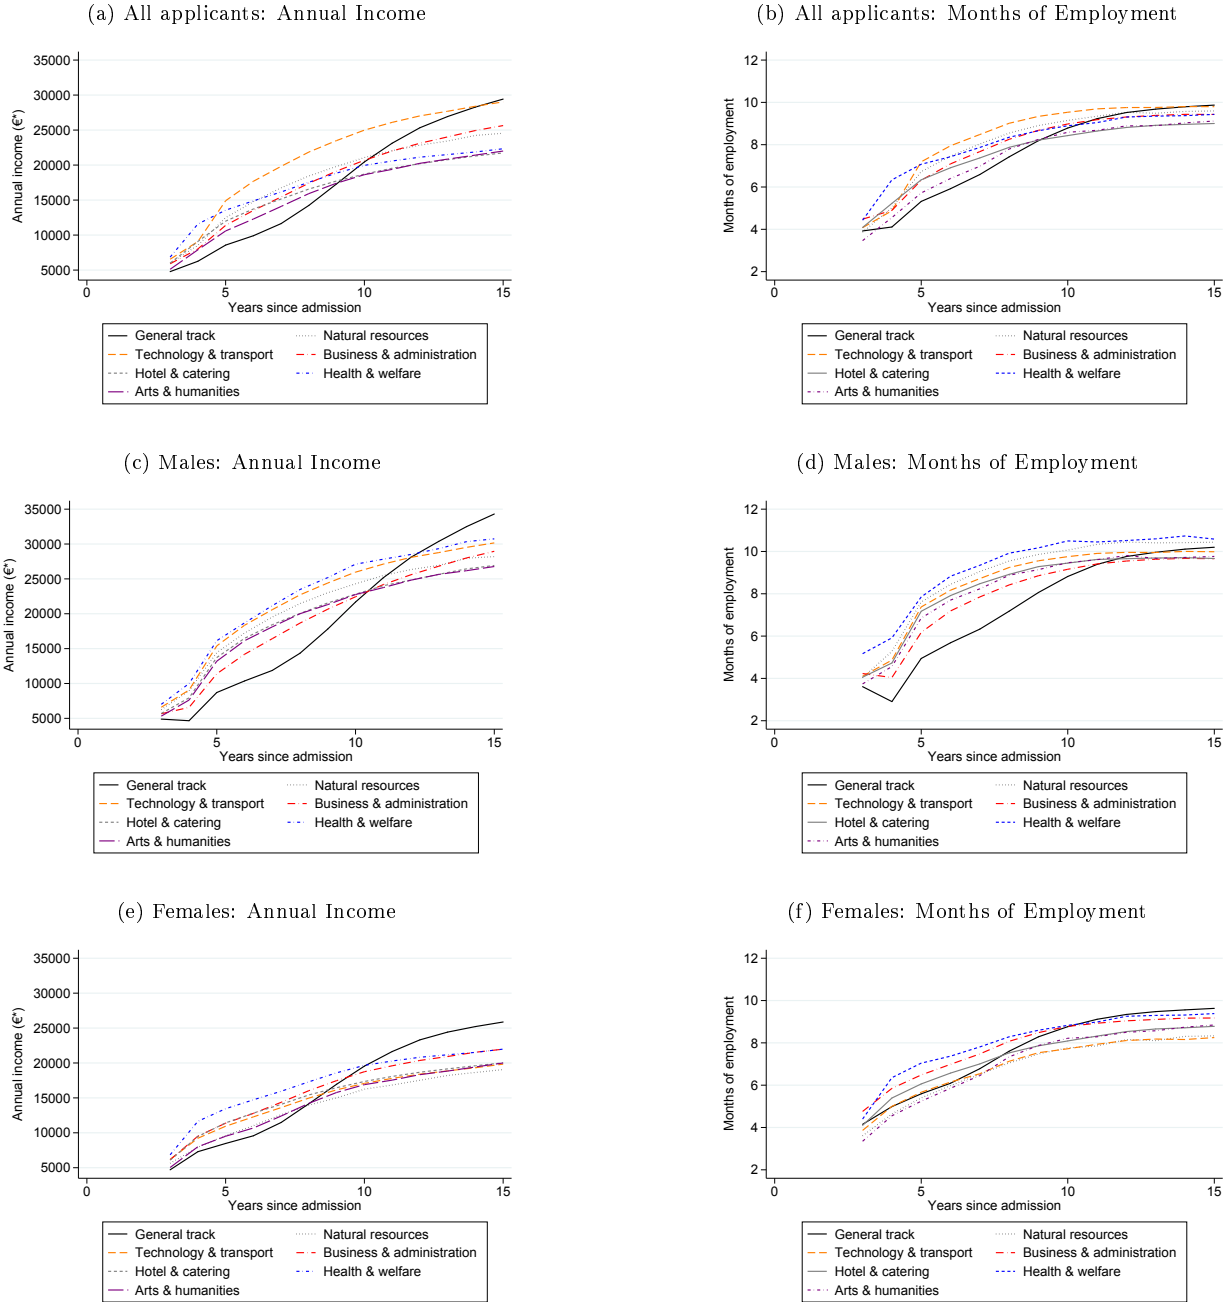 (a) All applicants: Annual Income
35000
30000
25000
20000
15000
10000
5000
Annual income (€*)
0 5 10 15
Years since admission
General track Natural resources
Technology & transport Business & administration
Hotel & catering Health & welfare
Arts & humanities
(b) All applicants: Months of Employment
12
10
8
6
4
2
Months of employment
0 5 10 15
Years since admission
General track Natural resources
Technology & transport Business & administration
Hotel & catering Health & welfare
Arts & humanities
(c) Males: Annual Income
35000
30000
25000
20000
15000
10000
5000
Annual income (€*)
0 5 10 15
Years since admission
General track Natural resources
Technology & transport Business & administration
Hotel & catering Health & welfare
Arts & humanities
(d) Males: Months of Employment
12
10
8
6
4
2
Months of employment
0 5 10 15
Years since admission
General track Natural resources
Technology & transport Business & administration
Hotel & catering Health & welfare
Arts & humanities
(e) Females: Annual Income
35000
30000
25000
20000
15000
10000
5000
Annual income (€*)
0 5 10 15
Years since admission
General track Natural resources
Technology & transport Business & administration
Hotel & catering Health & welfare
Arts & humanities
(f) Females: Months of Employment
12
10
8
6
4
2
Months of employment
0 5 10 15
Years since admission
General track Natural resources
Technology & transport Business & administration
Hotel & catering Health & welfare
Arts & humanities